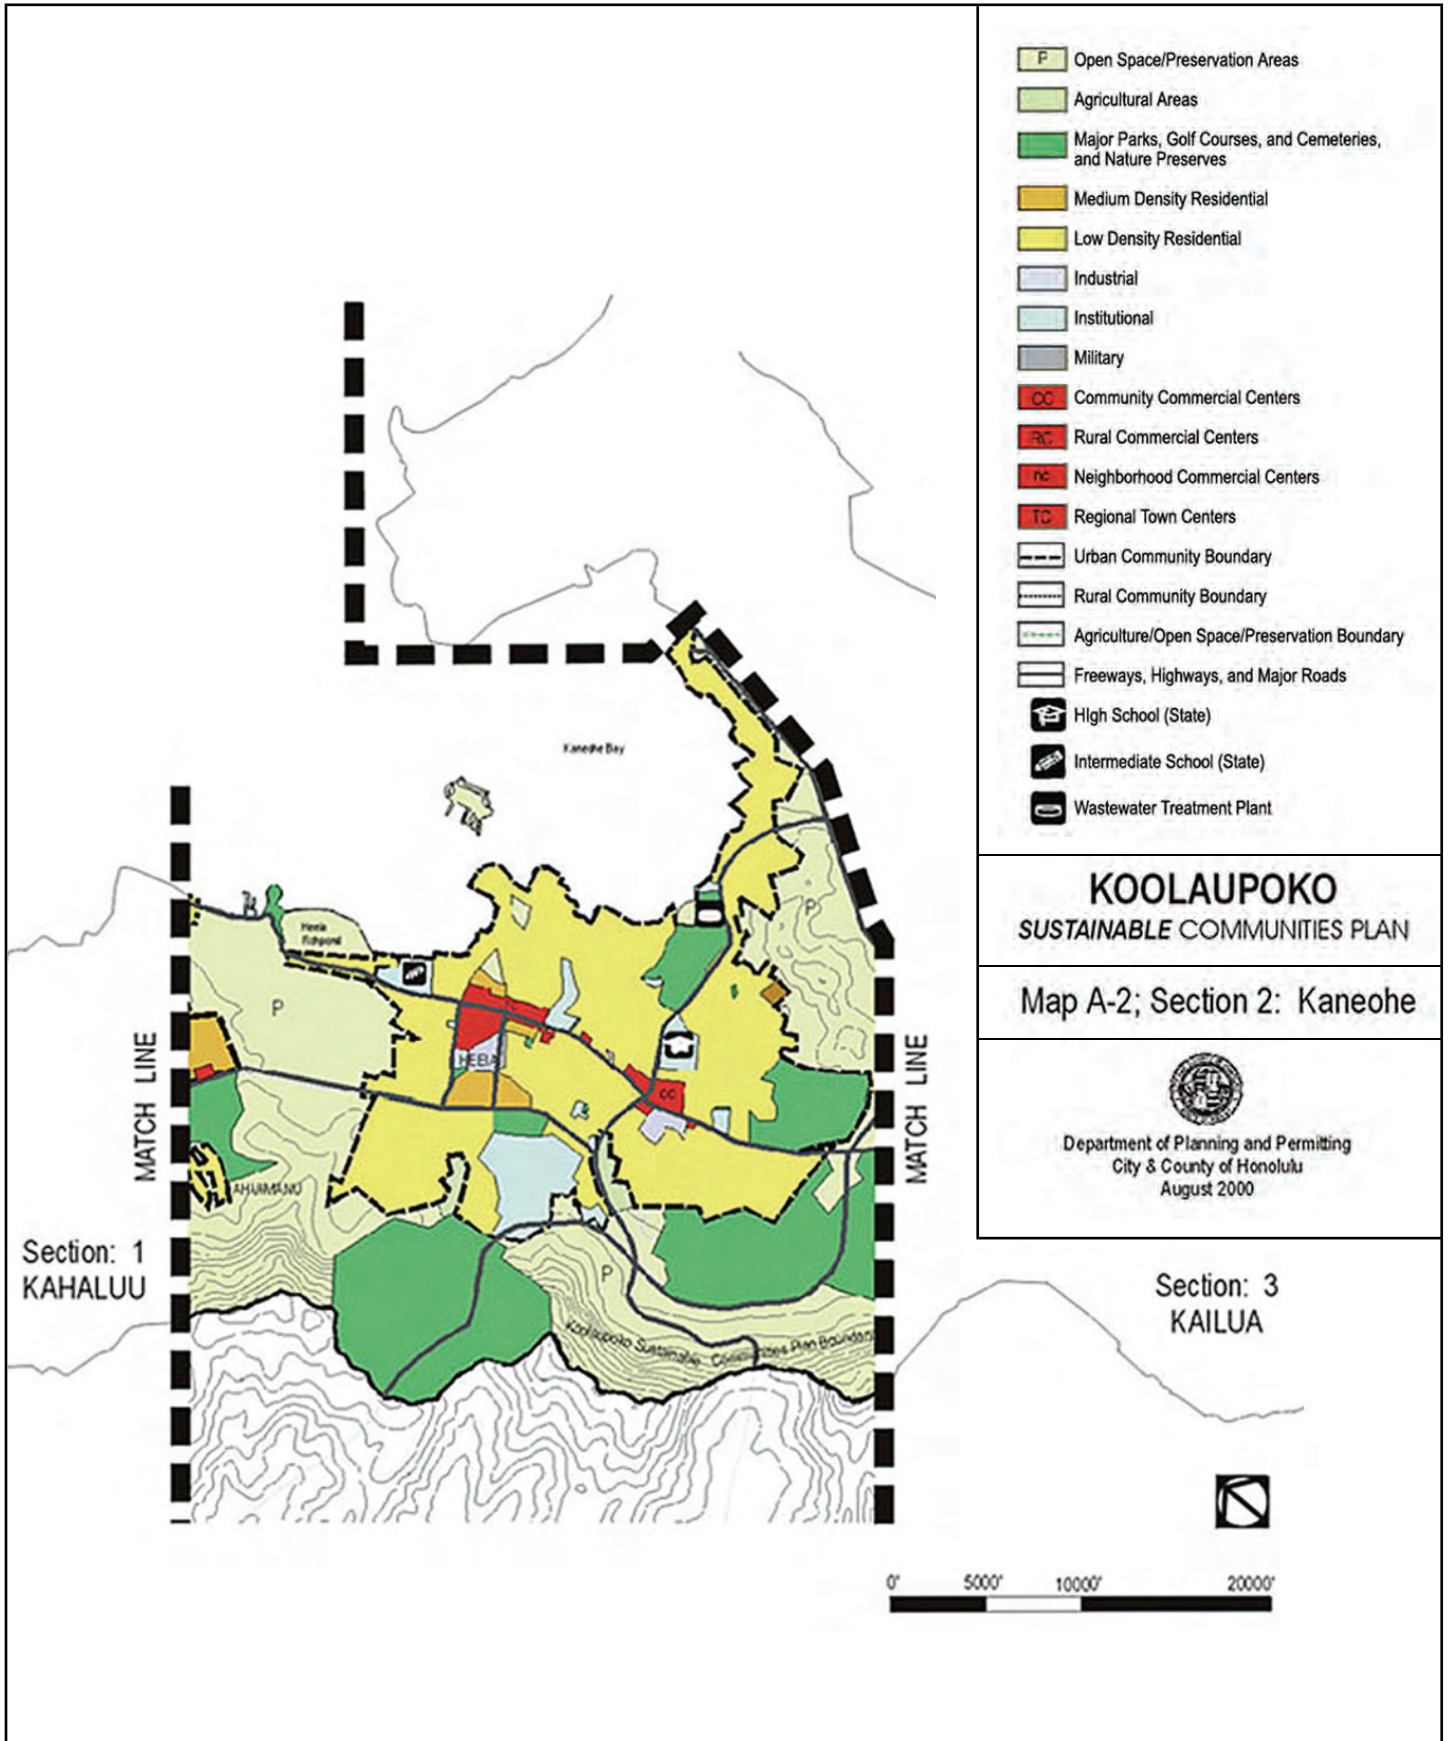 P Open Space/Preservation Areas
Agricultural Areas
Major Parks, Golf Courses, and Cemeteries,
and Nature Preserves
Medium Density Residential
Low Density Residential
Industrial
Institutional
Military
CC Community Commercial Centers
RC Rural Commercial Centers
nc Neighborhood Commercial Centers
TC Regional Town Centers
Urban Community Boundary
Rural Community Boundary
Agriculture/Open Space/Preservation Boundary
Freeways, Highways, and Major Roads
High School (State)
Intermediate School (State)
Wastewater Treatment Plant
KOOLAUPOKO
SUSTAINABLE COMMUNITIES PLAN
Map A-2; Section 2: Kaneohe
Department of Planning and Permitting
City & County of Honolulu
August 2000
Kaneohe Bay
Heeia
Fishpond
P
P
HEEIA
CC
MATCH LINE
MATCH LINE
AHUIMANU
Section: 1
KAHALUU
P
Koolaupoko Sustainable Communities Plan Boundary
Section: 3
KAILUA
0' 5000' 10000' 20000'